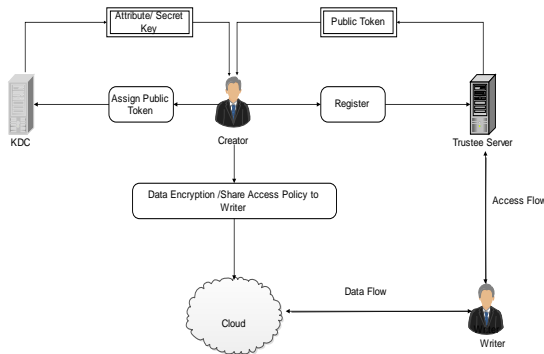 Attribute/ Secret
Key
Public Token
Assign Public
Token
Register
KDC
Creator
Trustee Server
Data Encryption /Share Access Policy to
Writer
Access Flow
Data Flow
Cloud
Writer